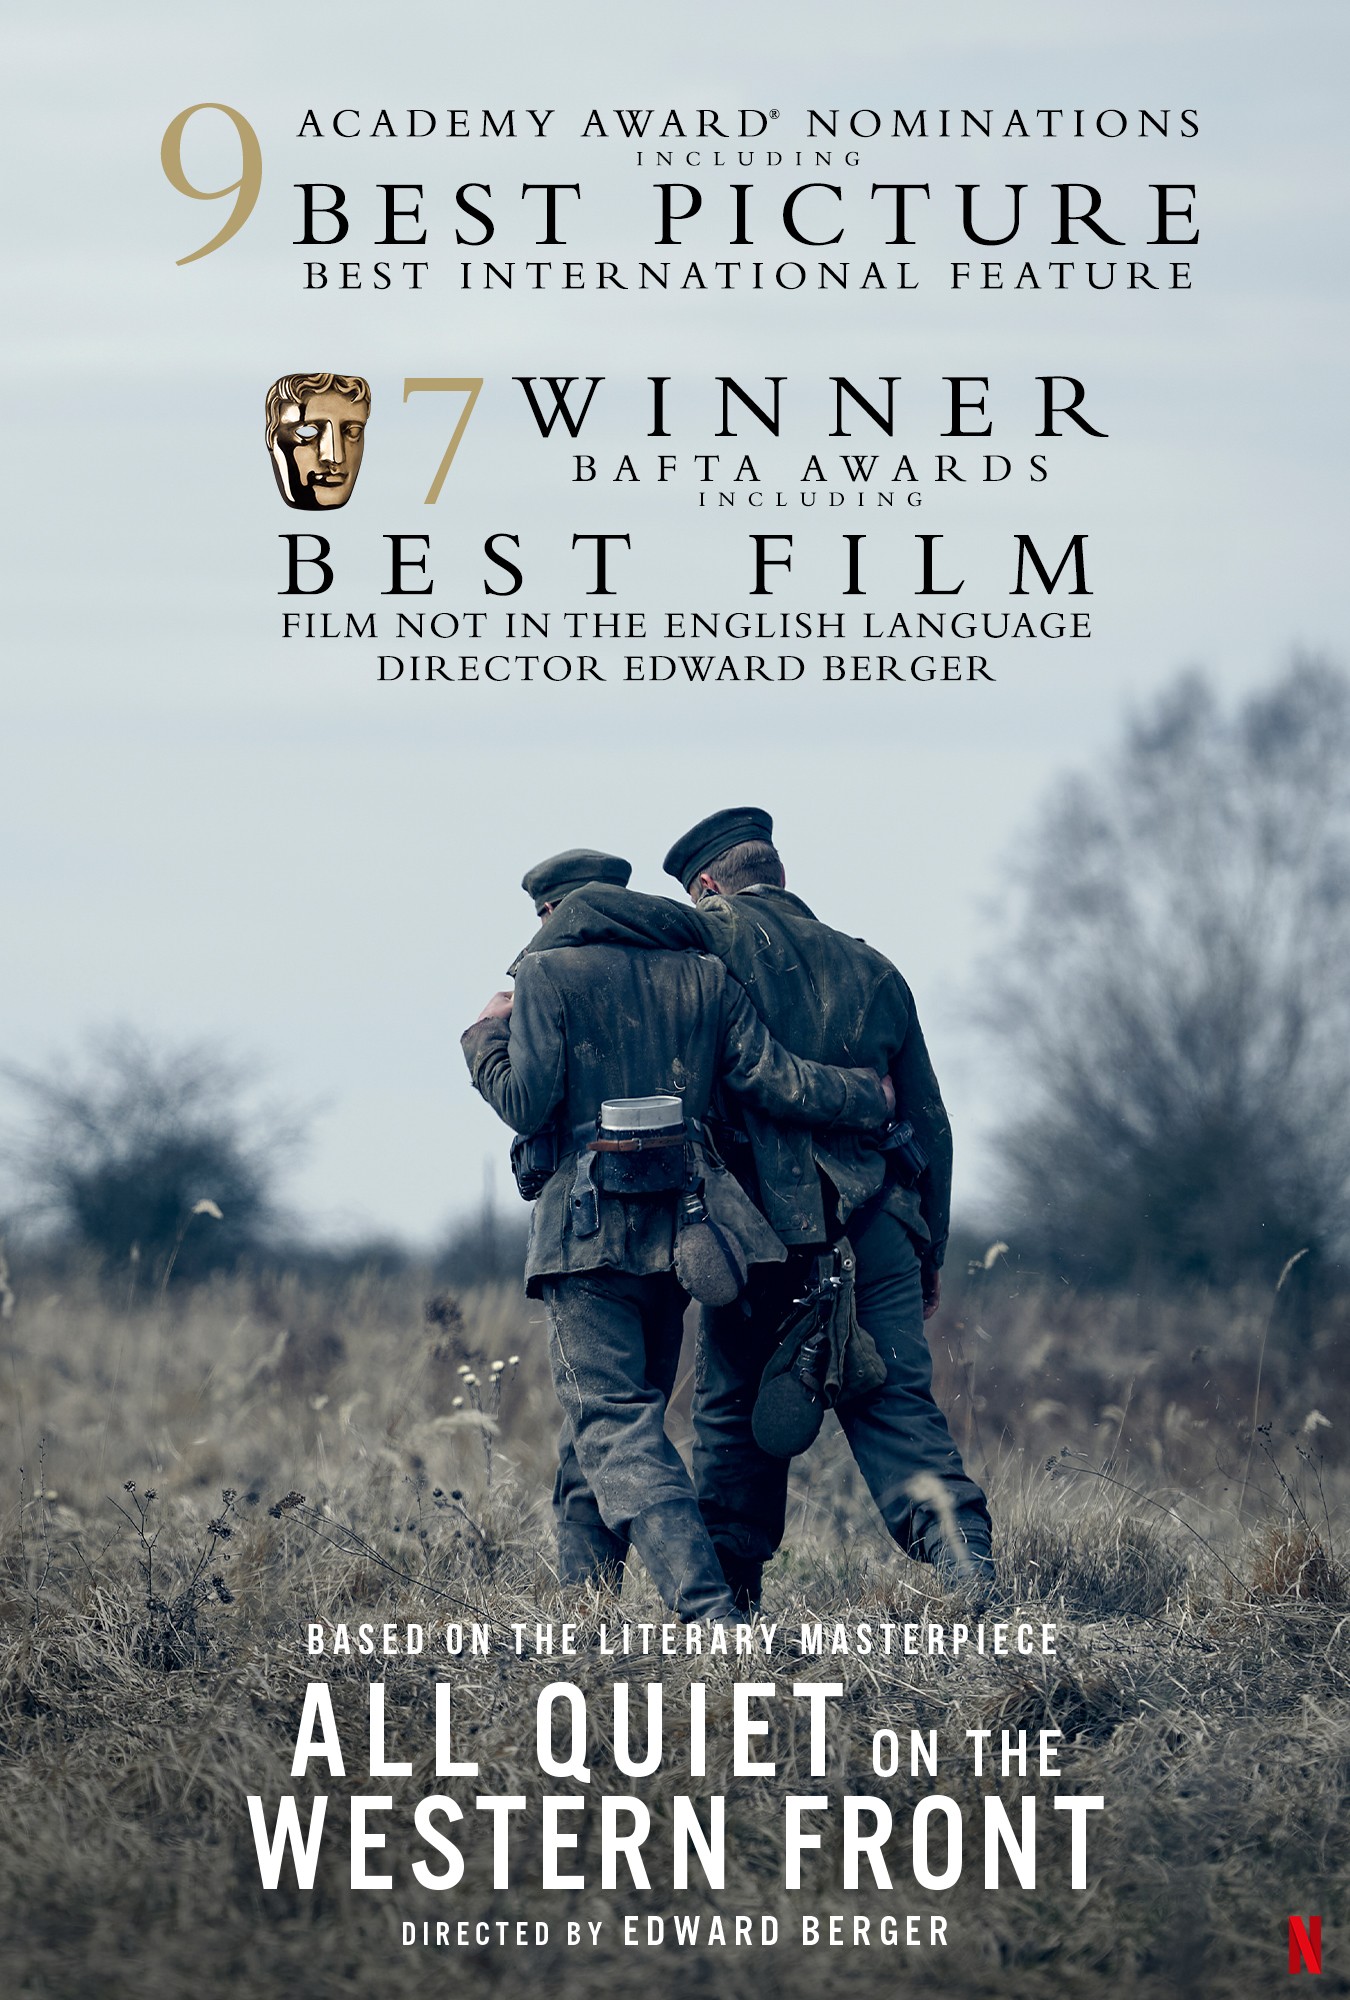 9 ACADEMY AWARD® NOMINATIONS
INCLUDING
BEST PICTURE
BEST INTERNATIONAL FEATURE
7 WINNER
BAFTA AWARDS
INCLUDING
BEST FILM
FILM NOT IN THE ENGLISH LANGUAGE
DIRECTOR EDWARD BERGER
BASED ON THE LITERARY MASTERPIECE
ALL QUIET ON THE
WESTERN FRONT
DIRECTED BY EDWARD BERGER
N